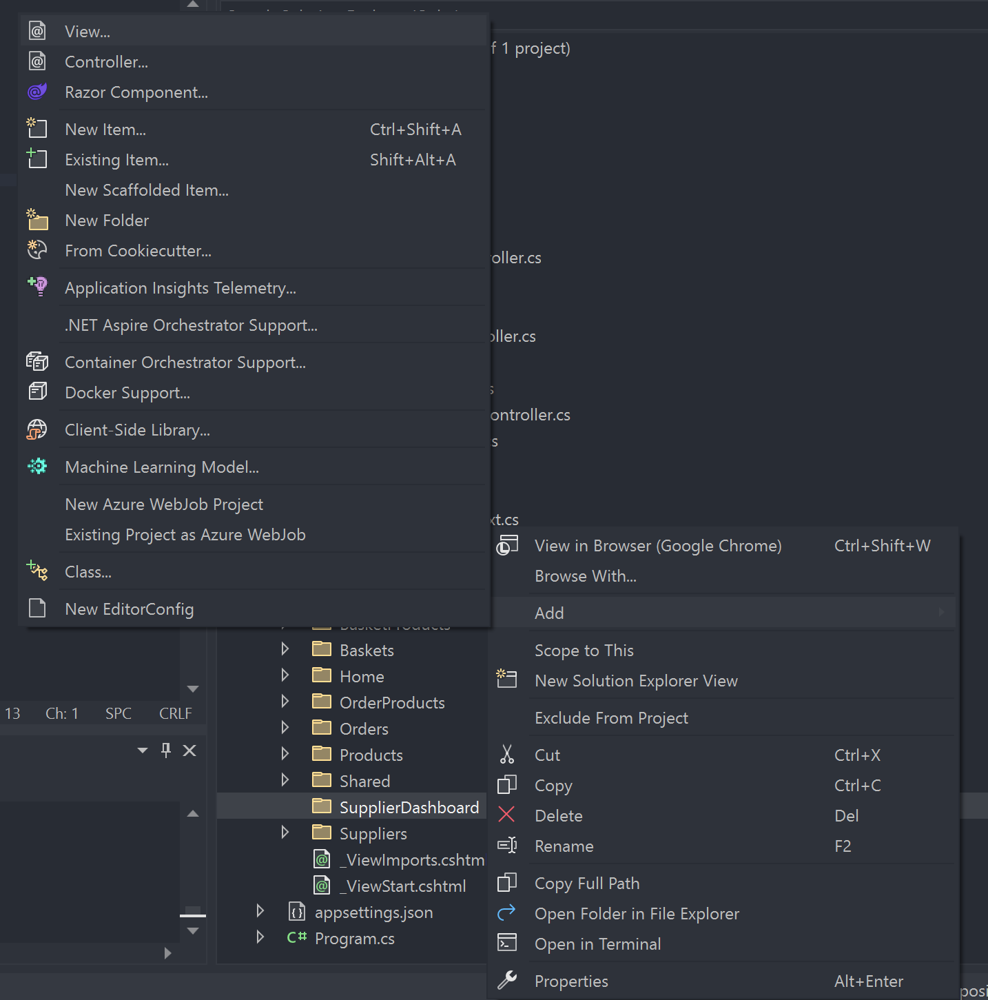 View...
Controller...
Razor Component...
New Item... Ctrl+Shift+A
Existing Item... Shift+Alt+A
New Scaffolded Item...
New Folder
From Cookiecutter...
Application Insights Telemetry...
.NET Aspire Orchestrator Support...
Container Orchestrator Support...
Docker Support...
Client-Side Library...
Machine Learning Model...
New Azure WebJob Project
Existing Project as Azure WebJob
Class...
New EditorConfig
f 1 project)
oller.cs
oller.cs
s
ontroller.cs
s
xt.cs
View in Browser (Google Chrome) Ctrl+Shift+W
Browse With...
Add
Scope to This
New Solution Explorer View
Exclude From Project
Cut Ctrl+X
Copy Ctrl+C
Delete Del
Rename F2
Copy Full Path
Open Folder in File Explorer
Open in Terminal
Properties Alt+Enter
BasketProducts
Baskets
Home
OrderProducts
Orders
Products
Shared
SupplierDashboard
Suppliers
_ViewImports.cshtm
_ViewStart.cshtml
appsettings.json
C# Program.cs
13 Ch: 1 SPC CRLF
posi